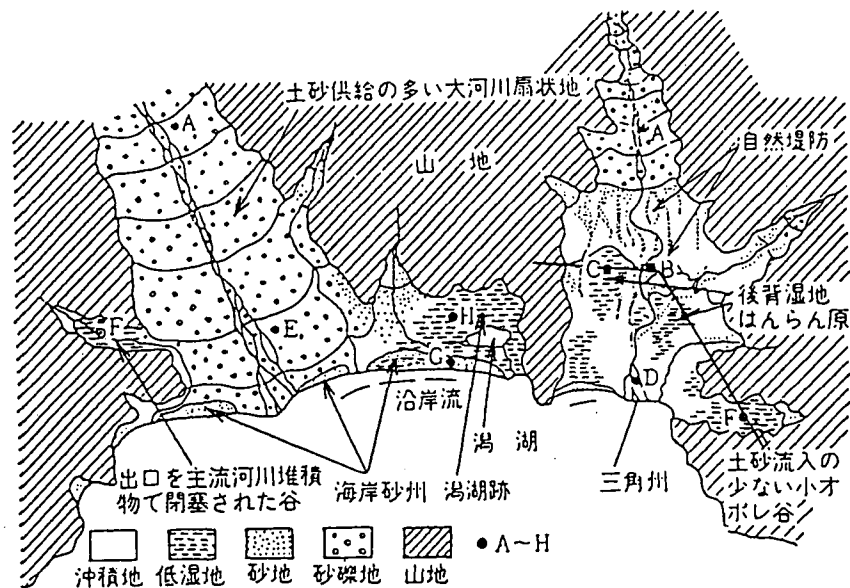 土砂供給の多い大河川扇状地
A
山地
A
自然堤防
C
B
後背湿地
はんらん原
H
F
E
G
D
F
沿岸流
潟湖
出口を主流河川堆積
物で閉塞された谷
海岸砂州
潟湖跡
三角州
土砂流入の
少ない小オ
ボレ谷
沖積地
低湿地
砂地
砂礫地
山地
●A~H